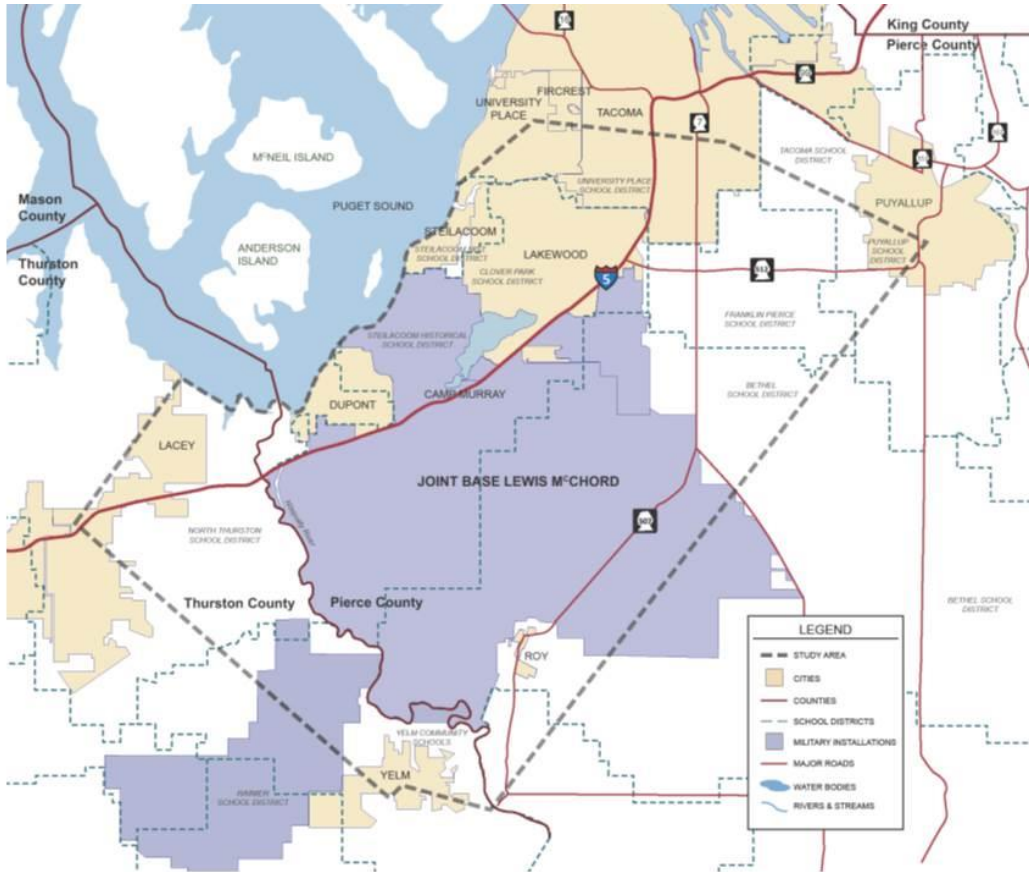 King County
Pierce County
16
FIRCREST
UNIVERSITY
PLACE
TACOMA
7
TACOMA SCHOOL
DISTRICT
MCNEIL ISLAND
UNIVERSITY PLACE
SCHOOL DISTRICT
PUYALLUP
Mason
County
PUGET SOUND
STEILACOOM
ANDERSON
ISLAND
LAKEWOOD
PUYALLUP
SCHOOL
DISTRICT
Thurston
County
SCHOOL DISTRICT
CLOVER PARK
SCHOOL DISTRICT
5
512
STEILACOOM HISTORICAL
SCHOOL DISTRICT
FRANKLIN PIERCE
SCHOOL DISTRICT
CAMP MURRAY
BETHEL
SCHOOL DISTRICT
DUPONT
LACEY
JOINT BASE LEWIS MCCHORD
507
NORTH THURSTON
SCHOOL DISTRICT
Nisqually River
Thurston County
Pierce County
BETHEL SCHOOL
DISTRICT
ROY
YELM COMMUNITY
SCHOOLS
YELM
RAINIER
SCHOOL DISTRICT
LEGEND
STUDY AREA
CITIES
COUNTIES
SCHOOL DISTRICTS
MILITARY INSTALLATIONS
MAJOR ROADS
WATER BODIES
RIVERS & STREAMS